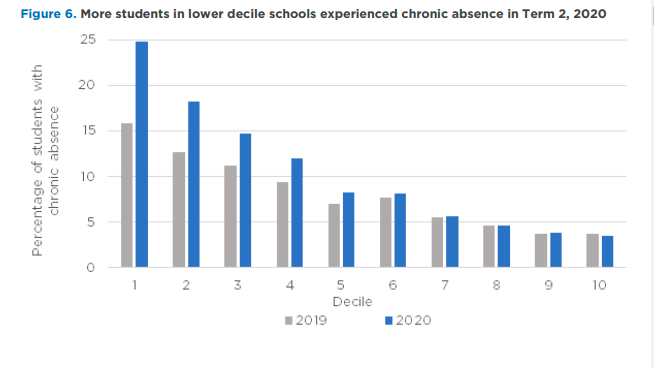 Figure 6. More students in lower decile schools experienced chronic absence in Term 2, 2020
25
20
15
10
5
0
Percentage of students with
chronic absence
1 2 3 4 5 6 7 8 9 10
Decile
2019 2020